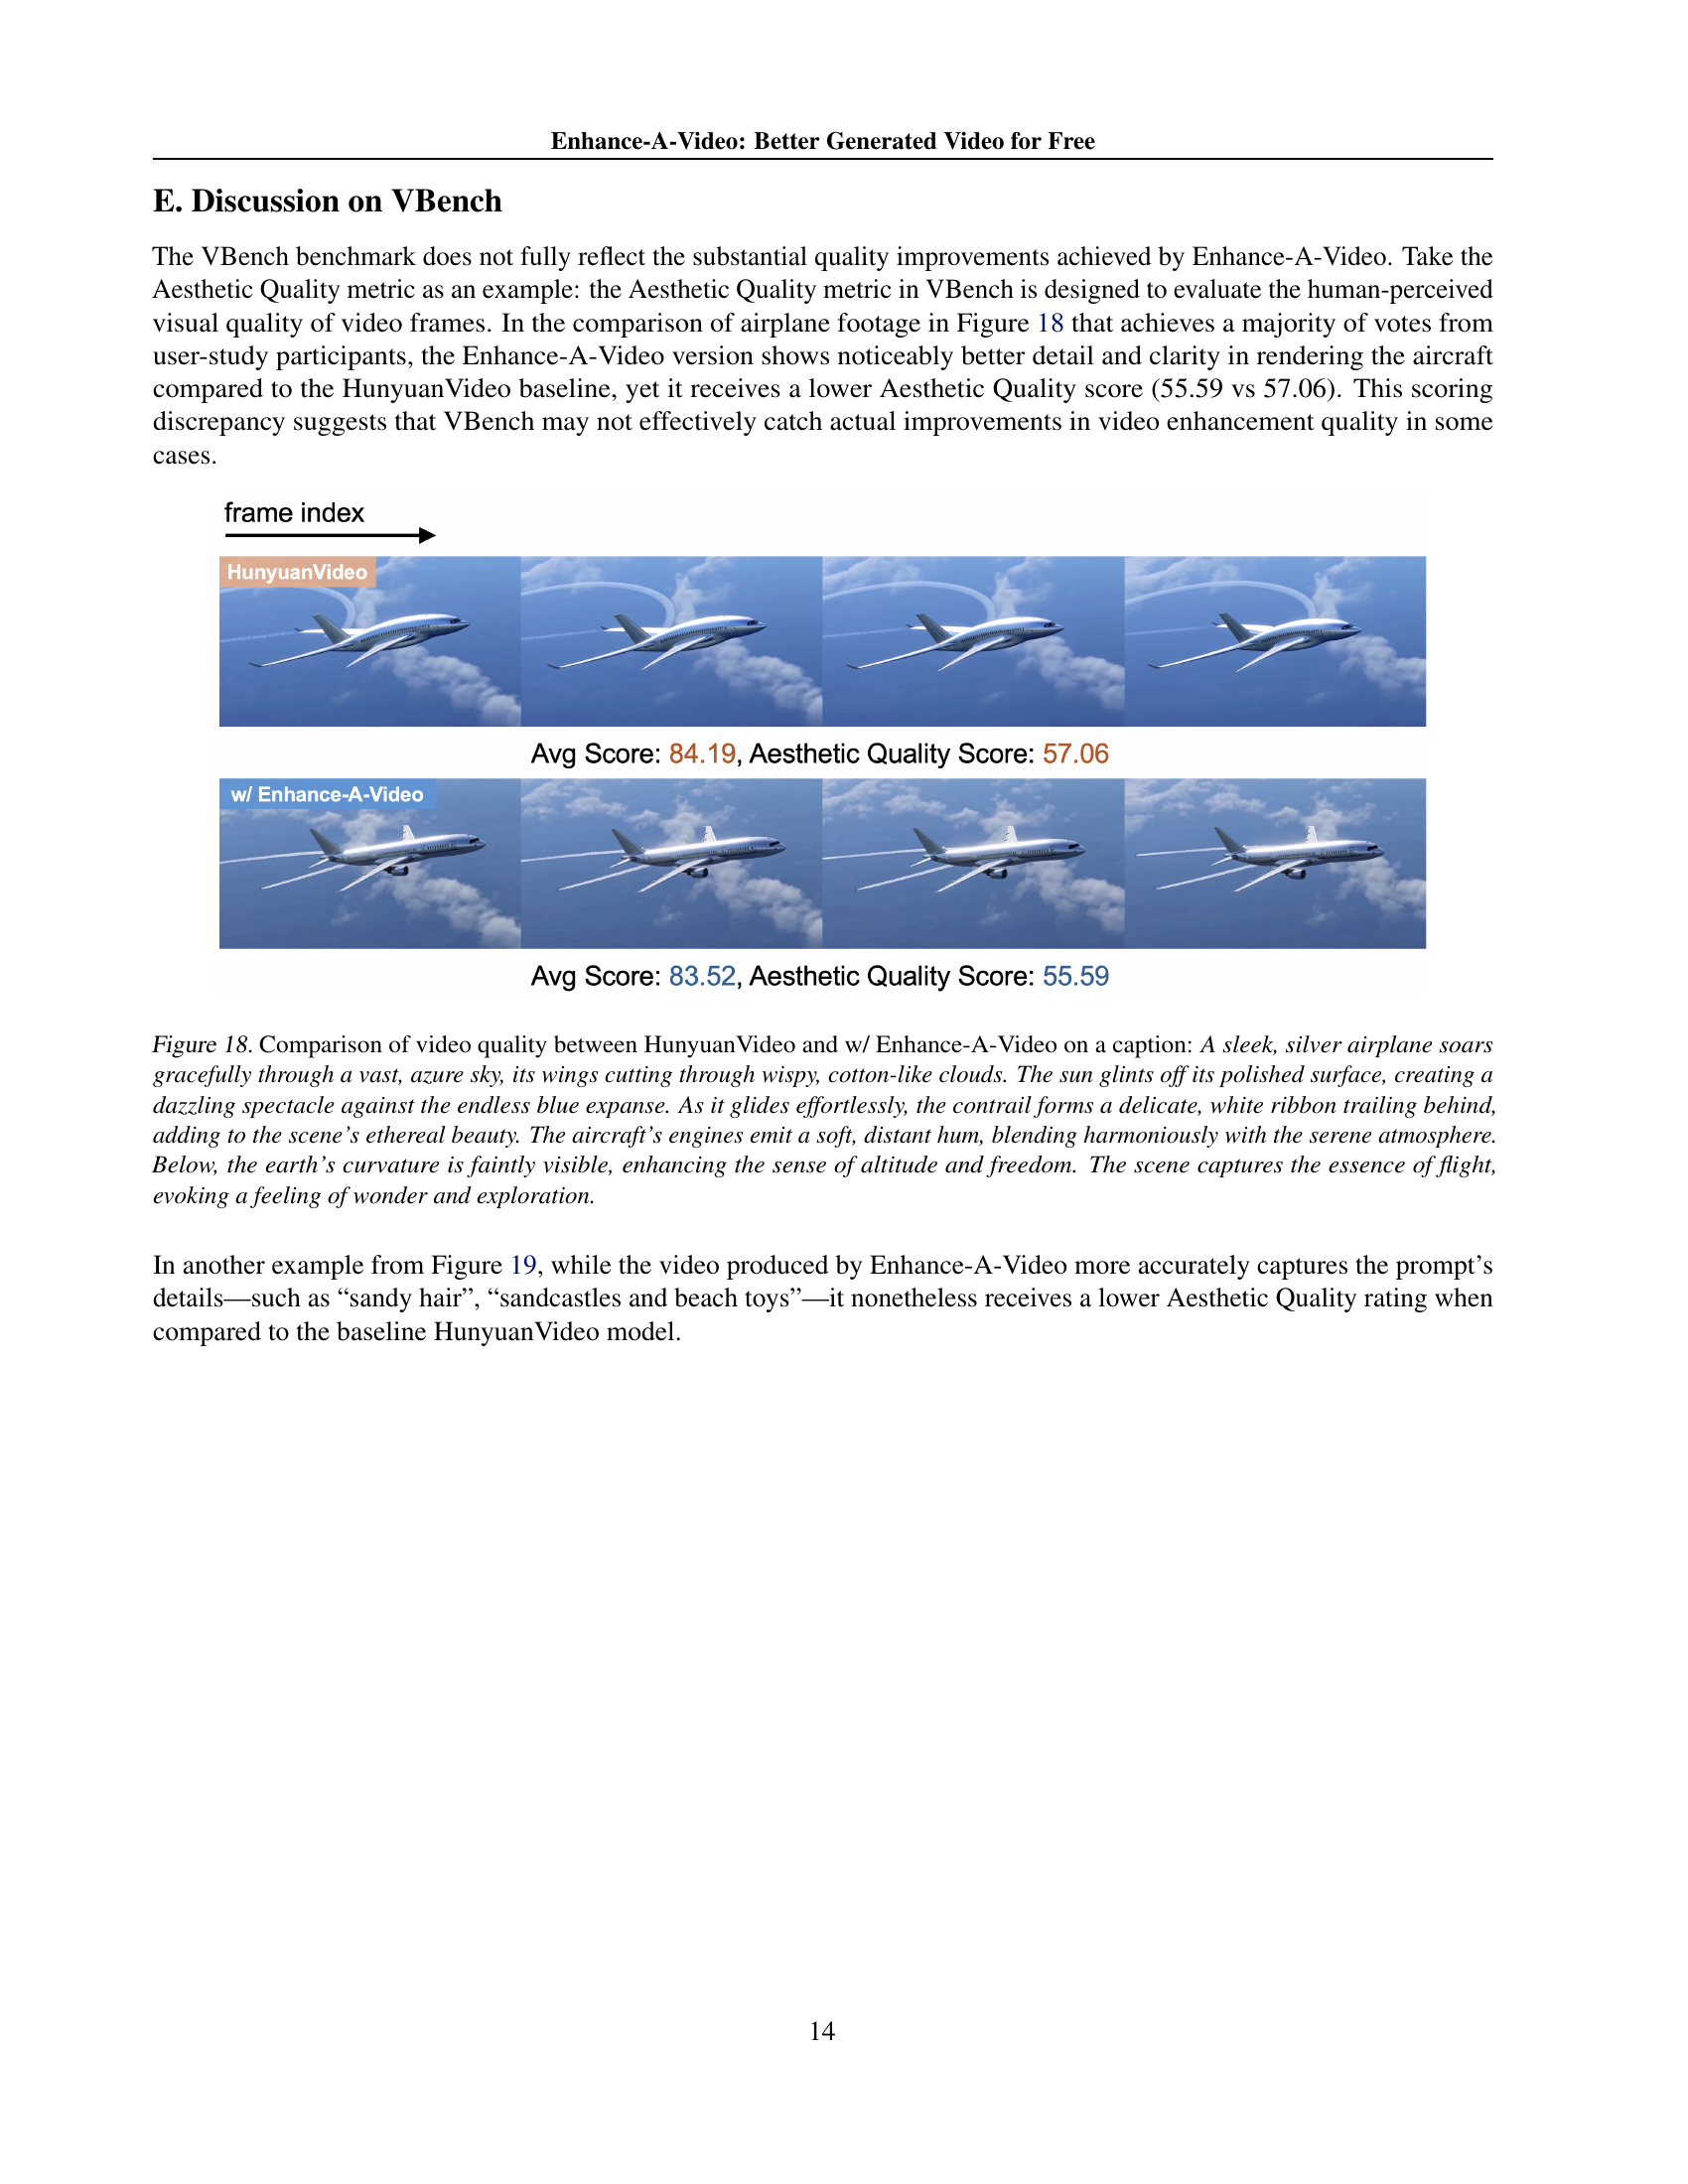 Enhance-A-Video: Better Generated Video for Free
E. Discussion on VBench
The VBench benchmark does not fully reflect the substantial quality improvements achieved by Enhance-A-Video. Take the
Aesthetic Quality metric as an example: the Aesthetic Quality metric in VBench is designed to evaluate the human-perceived
visual quality of video frames. In the comparison of airplane footage in Figure 18 that achieves a majority of votes from
user-study participants, the Enhance-A-Video version shows noticeably better detail and clarity in rendering the aircraft
compared to the HunyuanVideo baseline, yet it receives a lower Aesthetic Quality score (55.59 vs 57.06). This scoring
discrepancy suggests that VBench may not effectively catch actual improvements in video enhancement quality in some
cases.
frame index
HunyuanVideo
Avg Score: 84.19, Aesthetic Quality Score: 57.06
w/ Enhance-A-Video
Avg Score: 83.52, Aesthetic Quality Score: 55.59
Figure 18. Comparison of video quality between HunyuanVideo and w/ Enhance-A-Video on a caption: A sleek, silver airplane soars
gracefully through a vast, azure sky, its wings cutting through wispy, cotton-like clouds. The sun glints off its polished surface, creating a
dazzling spectacle against the endless blue expanse. As it glides effortlessly, the contrail forms a delicate, white ribbon trailing behind,
adding to the scene's ethereal beauty. The aircraft's engines emit a soft, distant hum, blending harmoniously with the serene atmosphere.
Below, the earth's curvature is faintly visible, enhancing the sense of altitude and freedom. The scene captures the essence of flight,
evoking a feeling of wonder and exploration.
In another example from Figure 19, while the video produced by Enhance-A-Video more accurately captures the prompt's
details—such as “sandy hair”, “sandcastles and beach toys”—it nonetheless receives a lower Aesthetic Quality rating when
compared to the baseline HunyuanVideo model.
14